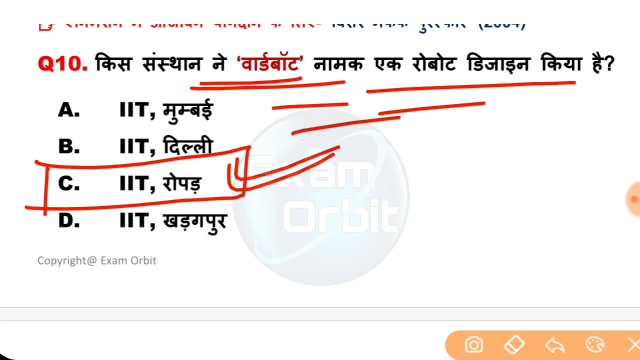 Q10. किस संस्थान ने 'वार्डबॉट' नामक एक रोबोट डिजाइन किया है?
A. IIT, मुम्बई
B. IIT, दिल्ली
C. IIT, रोपड़
D. IIT, खड़गपुर
Exam
Orbit
Copyright@ Exam Orbit